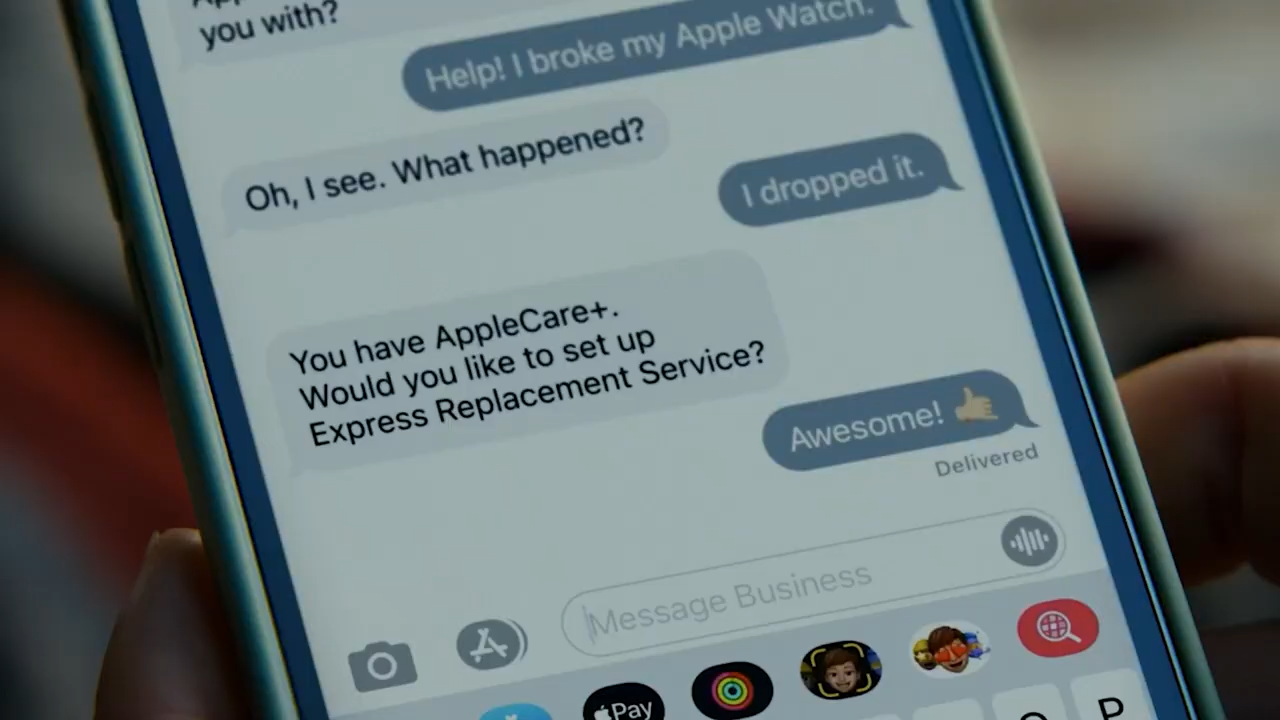 you with?
Help! I broke my Apple Watch.
Oh, I see. What happened?
I dropped it.
You have AppleCare+.
Would you like to set up
Express Replacement Service?
Awesome! 🤙🏼
Delivered
Message Business
Pay
O
P